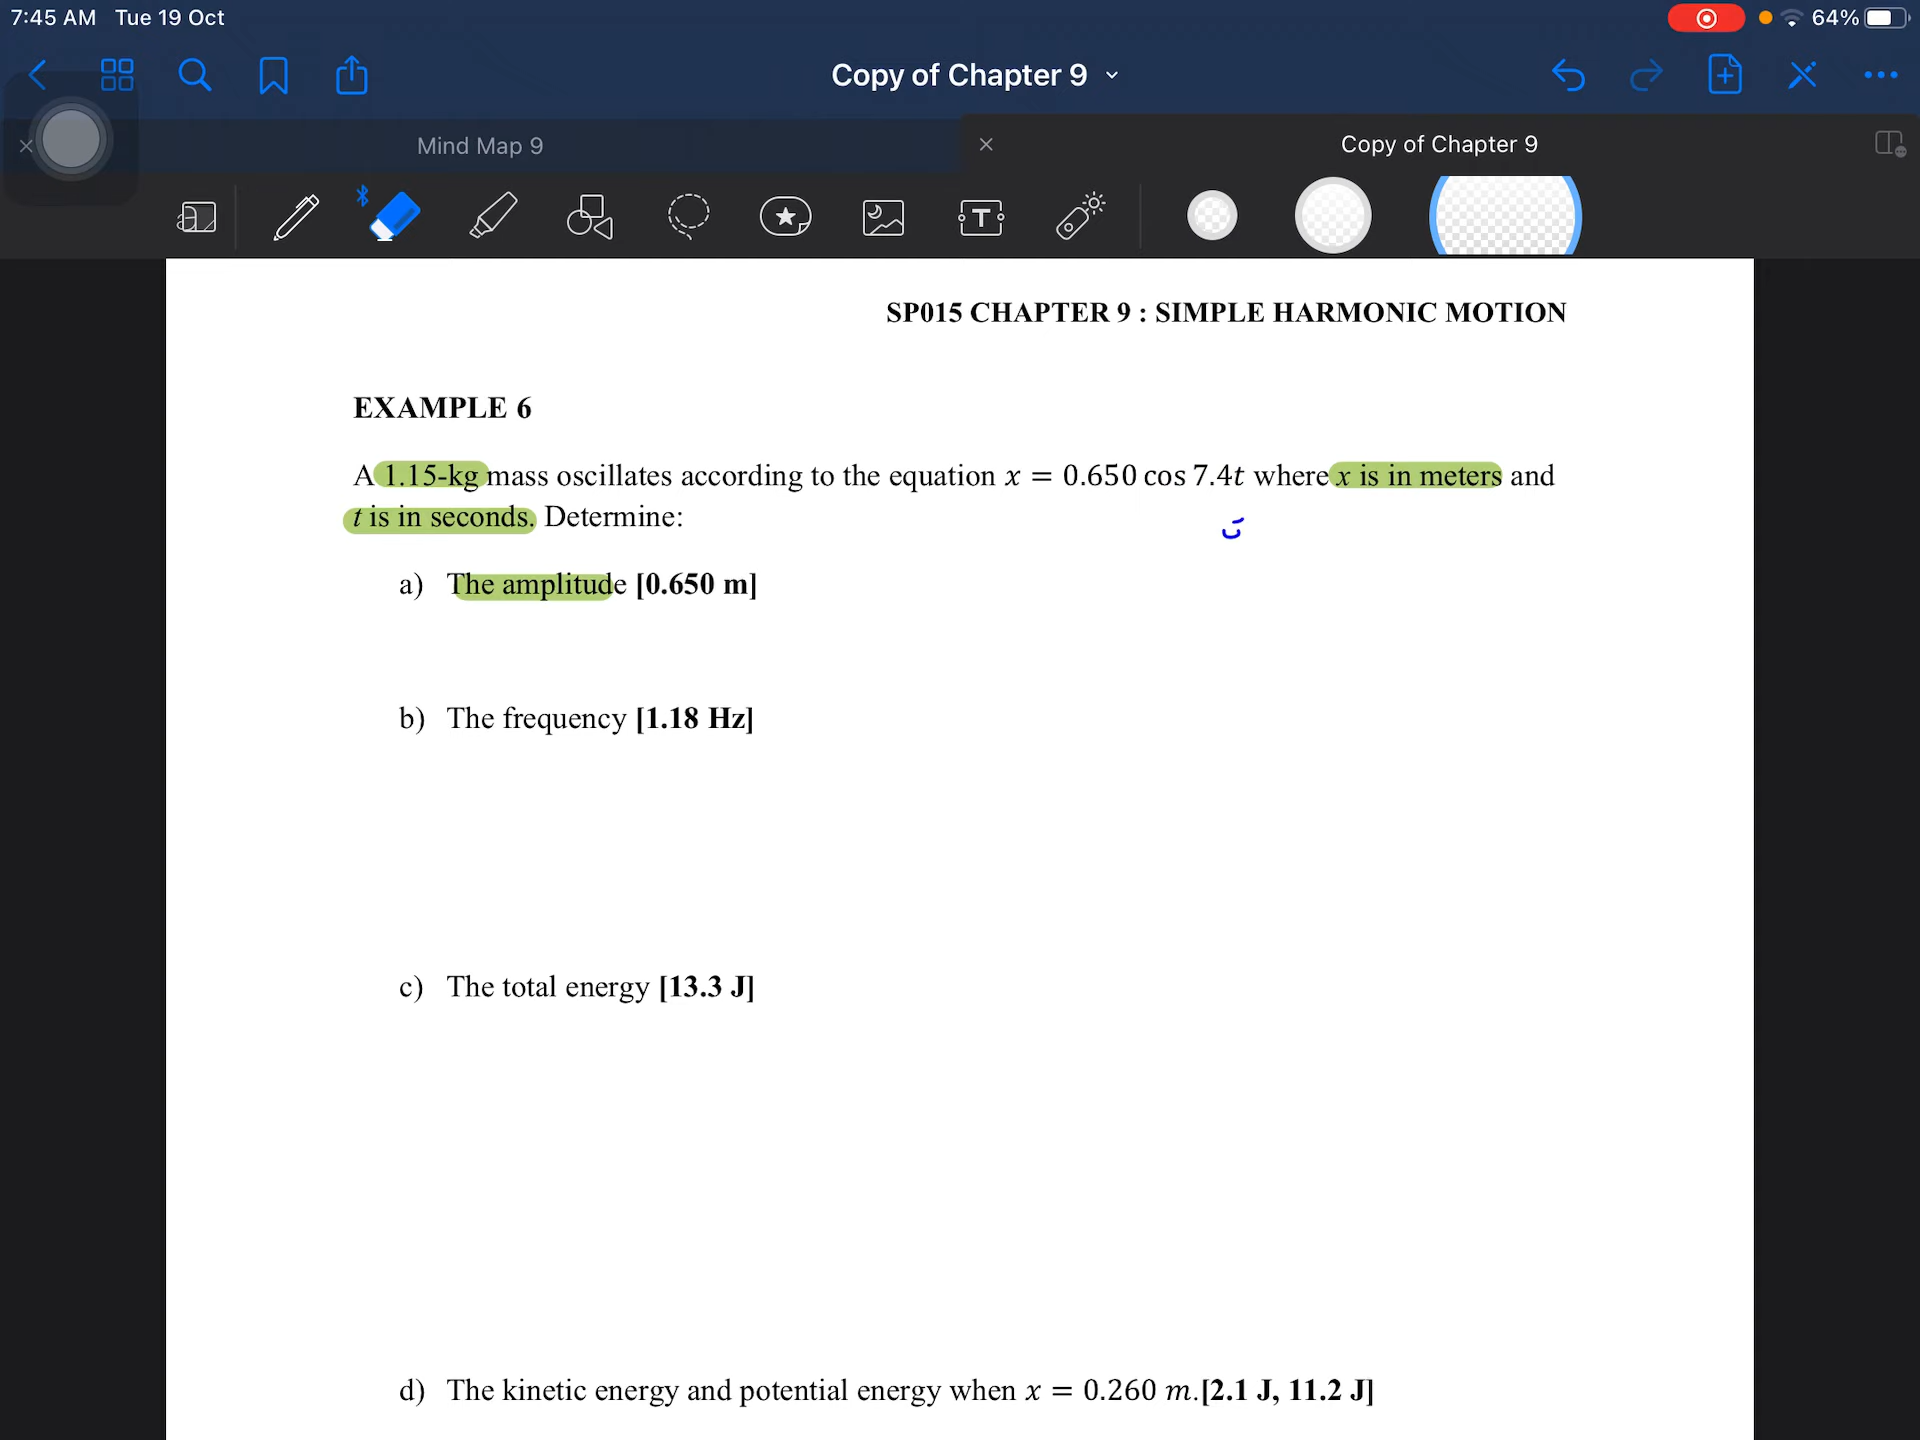 7:45 AM Tue 19 Oct 64%
Copy of Chapter 9
Mind Map 9 Copy of Chapter 9
SP015 CHAPTER 9 : SIMPLE HARMONIC MOTION
EXAMPLE 6
A 1.15-kg mass oscillates according to the equation x = 0.650 cos 7.4t where x is in meters and
t is in seconds. Determine:
a) The amplitude [0.650 m]
b) The frequency [1.18 Hz]
c) The total energy [13.3 J]
d) The kinetic energy and potential energy when x = 0.260 m.[2.1 J, 11.2 J]